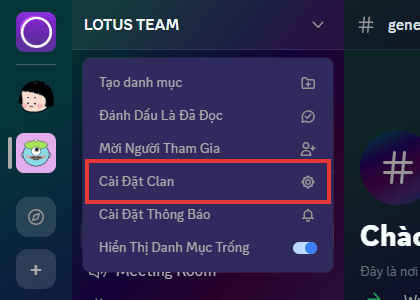 LOTUS TEAM
gene
Tạo danh mục
Đánh Dấu Là Đã Đọc
Mời Người Tham Gia
Cài Đặt Clan
Cài Đặt Thông Báo
Hiển Thị Danh Mục Trống
Meeting Room
Chào
Đây là nơi
We